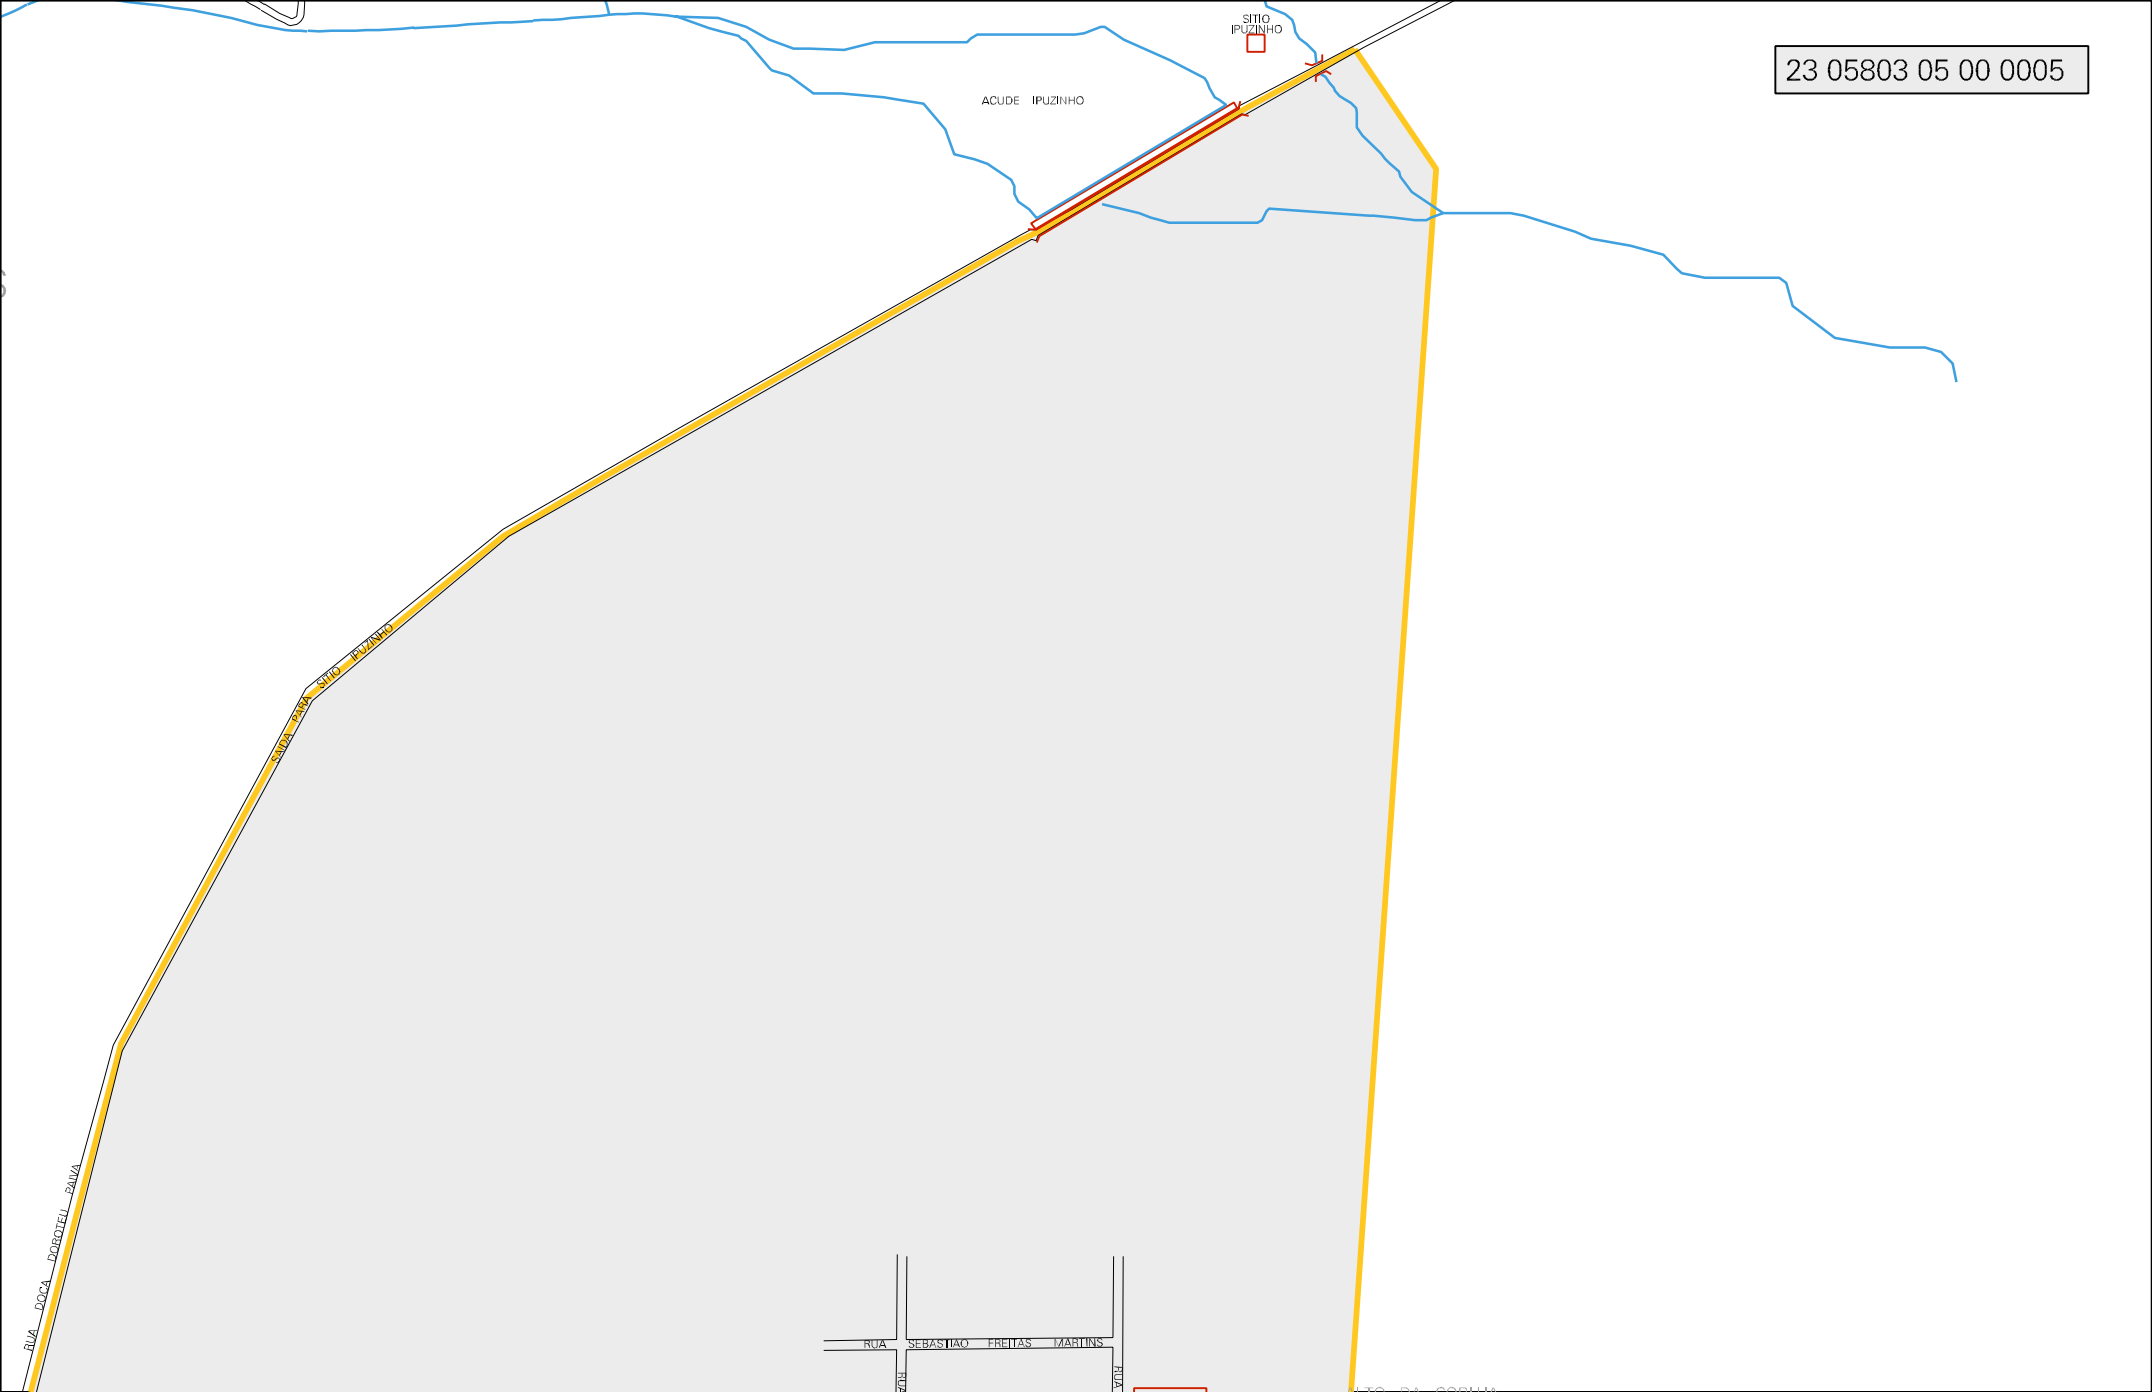 SITIO
IPUZINHO
23 05803 05 00 0005
ACUDE IPUZINHO
SAIDA PARA SITIO IPUZINHO
RUA DOCA DOROTEU PAIVA
RUA SEBASTIAO FREITAS MARTINS
RUA
RUA